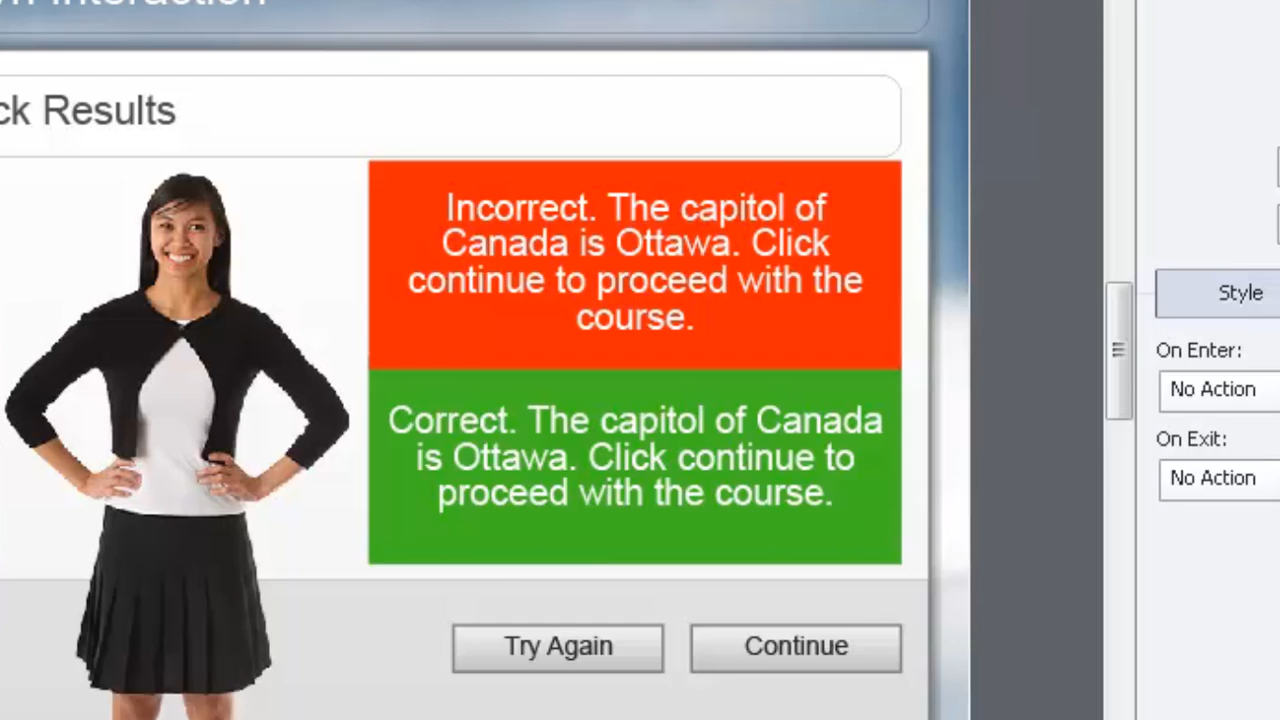 Interaction
ck Results
Incorrect. The capitol of
Canada is Ottawa. Click
continue to proceed with the
course.
Correct. The capitol of Canada
is Ottawa. Click continue to
proceed with the course.
Try Again
Continue
Style
On Enter:
No Action
On Exit:
No Action